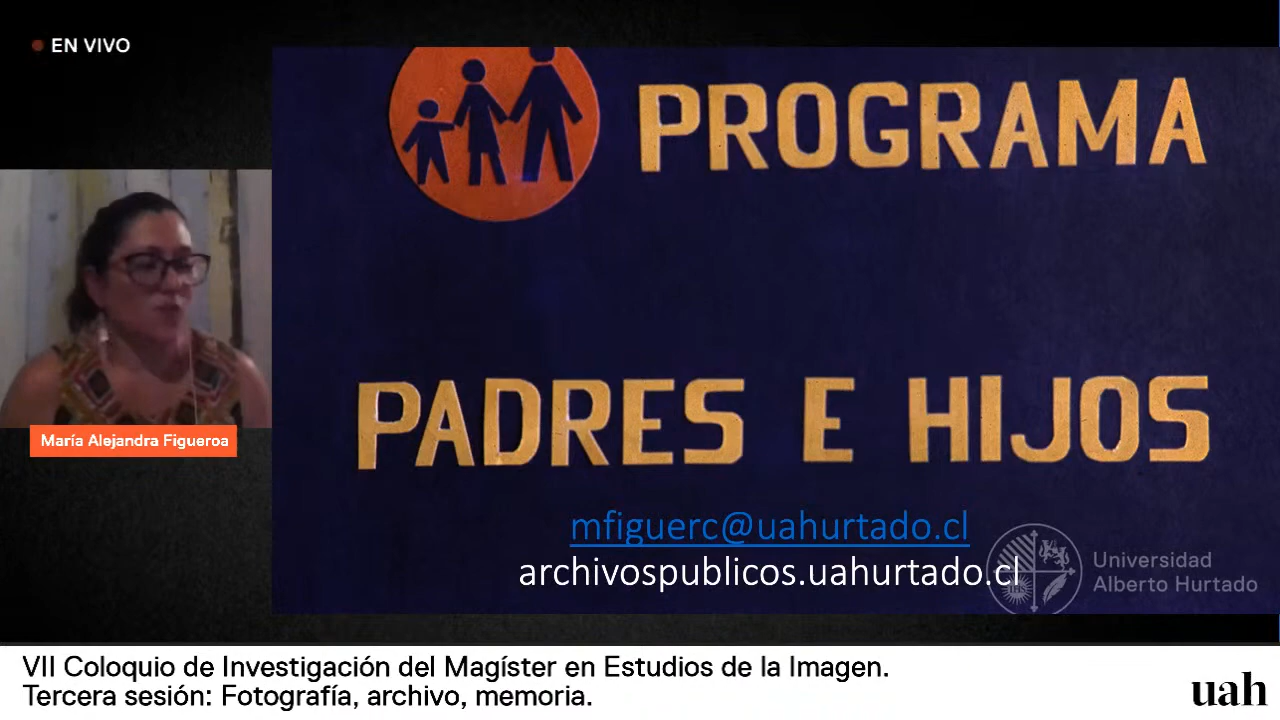 EN VIVO
PROGRAMA
PADRES E HIJOS
mfiguerc@uahurtado.cl
archivospublicos.uahurtado.cl
Universidad
Alberto Hurtado
María Alejandra Figueroa
VII Coloquio de Investigación del Magíster en Estudios de la Imagen.
Tercera sesión: Fotografía, archivo, memoria.
uah